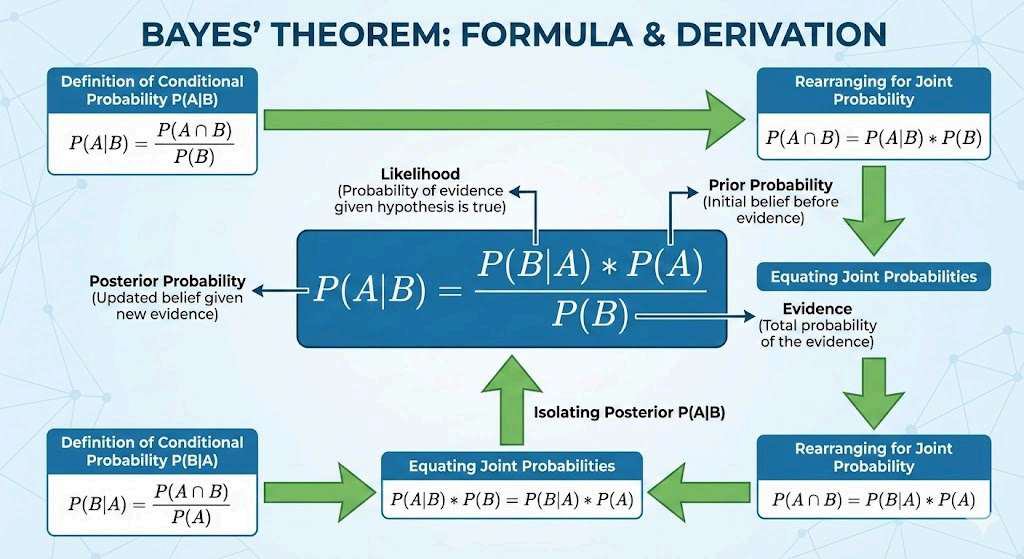 BAYES’ THEOREM: FORMULA & DERIVATION
Definition of Conditional
Probability P(A|B)
P(A|B) = P(A ∩ B) / P(B)
Rearranging for Joint
Probability
P(A ∩ B) = P(A|B) * P(B)
Likelihood
(Probability of evidence
given hypothesis is true)
Prior Probability
(Initial belief before
evidence)
Posterior Probability
(Updated belief given
new evidence)
P(A|B) = P(B|A) * P(A) / P(B)
Equating Joint Probabilities
Evidence
(Total probability
of the evidence)
Isolating Posterior P(A|B)
Definition of Conditional
Probability P(B|A)
P(B|A) = P(A ∩ B) / P(A)
Equating Joint Probabilities
P(A|B) * P(B) = P(B|A) * P(A)
Rearranging for Joint
Probability
P(A ∩ B) = P(B|A) * P(A)